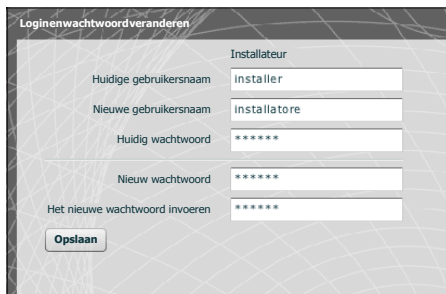 Loginenwachtwoordveranderen
Installateur
Huidige gebruikersnaam installer
Nieuwe gebruikersnaam installatore
Huidig wachtwoord ******
Nieuw wachtwoord ******
Het nieuwe wachtwoord invoeren ******
Opslaan